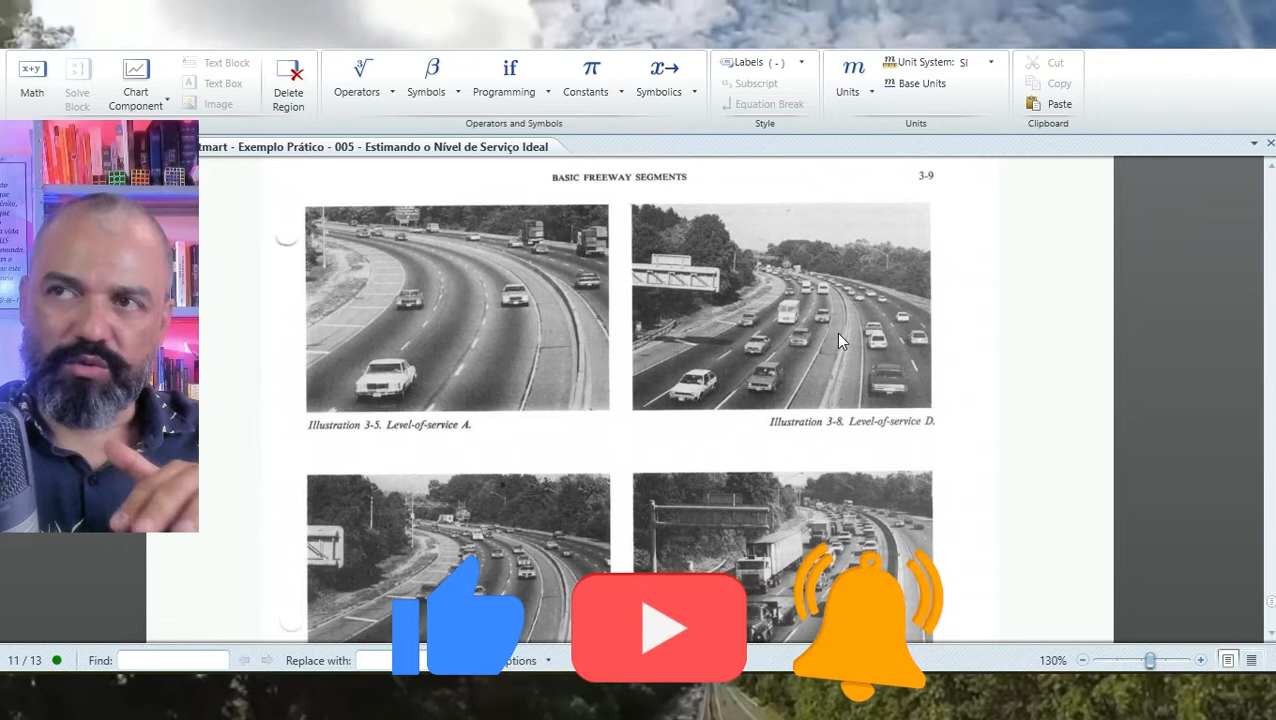 x+y
Math
Solve
Block
Chart
Component
Text Block
Text Box
Image
Delete
Region
Operators
β
Symbols
if
Programming
π
Constants
x→
Symbolics
Operators and Symbols
Labels ( - )
Subscript
Equation Break
Style
m
Units
Unit System: SI
Base Units
Units
Cut
Copy
Paste
Clipboard
tmart - Exemplo Prático - 005 - Estimando o Nível de Serviço Ideal
BASIC FREEWAY SEGMENTS
3-9
Illustration 3-5. Level-of-service A.
Illustration 3-8. Level-of-service D.
11 / 13
Find:
Replace with:
ptions
130%